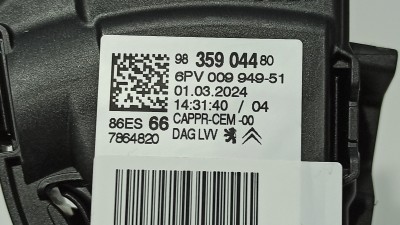 98 359 044 80
6PV 009 949-51
01.03.2024
14:31:40 / 04
86ES 66 CAPPR-CEM -00
7864820 DAG LVV